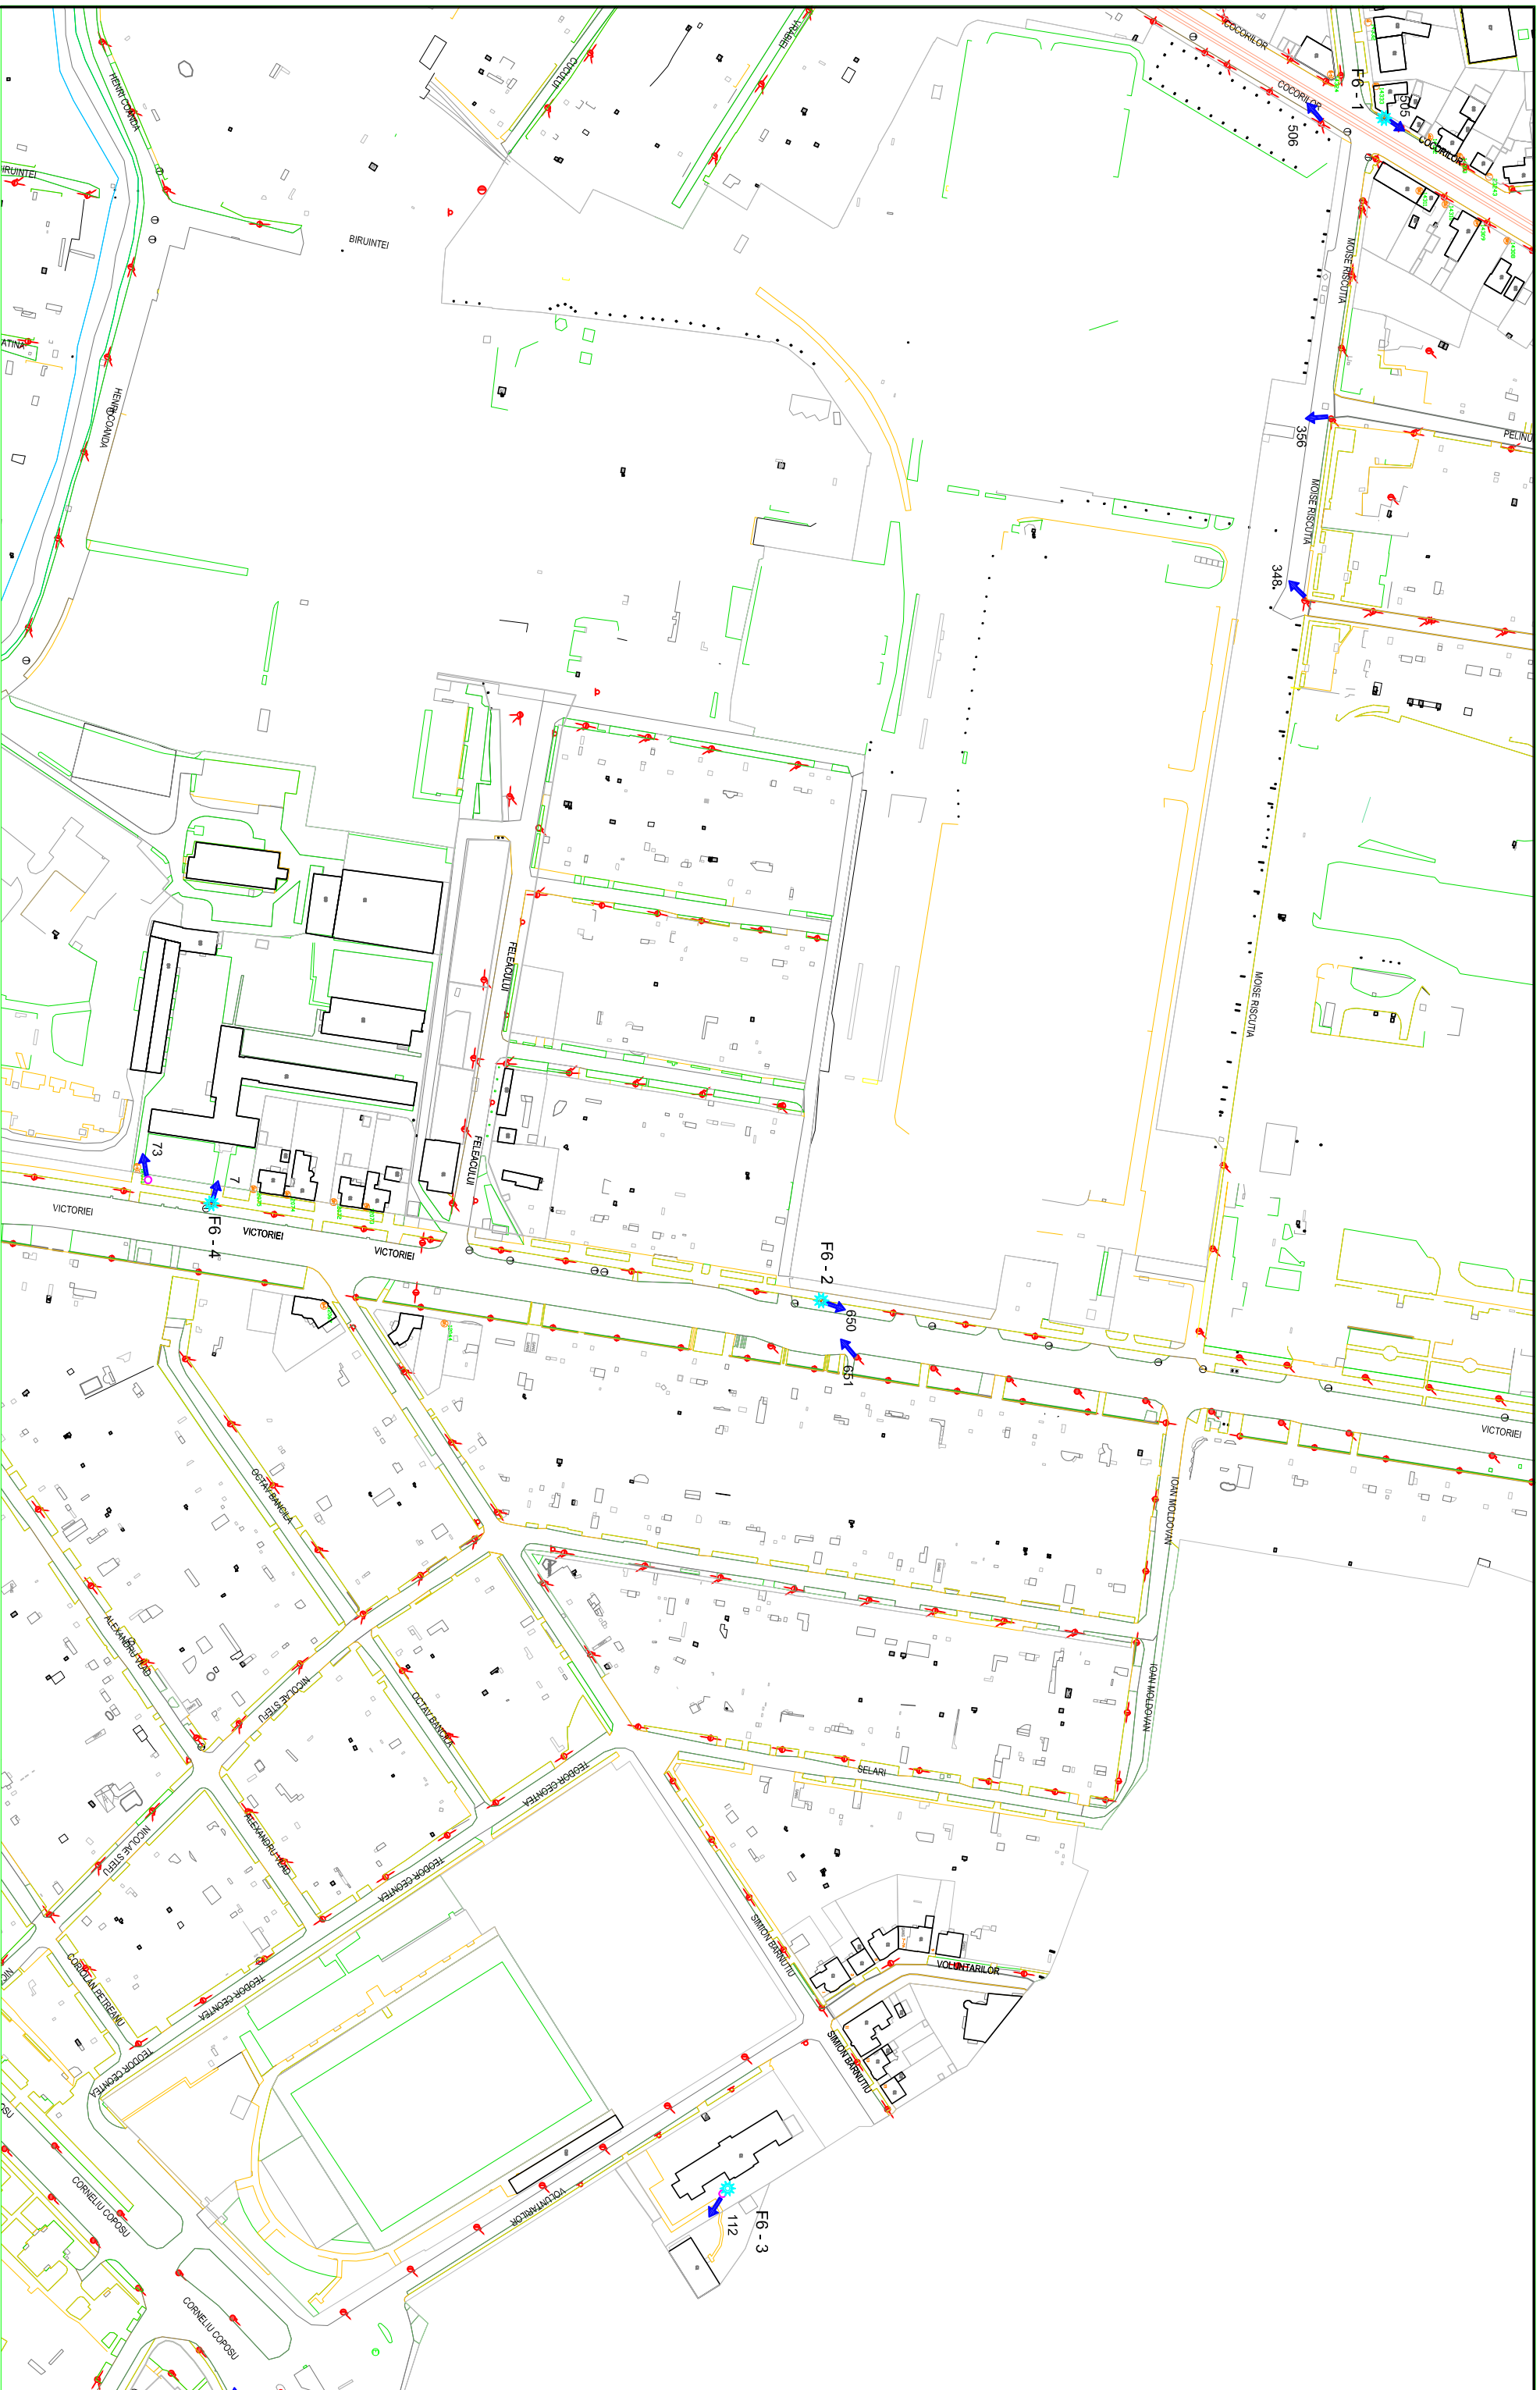 COCORILOR
VRABIEI
CUCULUI
HENRI COANDA
COCORILOR
F6 - 1
505
506
COCORILOR
BIRUINTEI
MOISE RISCUTIA
HENRI COANDA
356
MOISE RISCUTIA
348
FELEACULUI
MOISE RISCUTIA
FELEACULUI
73
7
VICTORIEI
F6 - 4
VICTORIEI
VICTORIEI
F6 - 2
650
651
VICTORIEI
OCTAV BANCILA
IOAN MOLDOVAN
ALEXANDRU VLAD
NICOLAE STEFU
OCTAV BANCILA
IOAN MOLDOVAN
TEODOR CEONTEA
SELARI
NICOLAE STEFU
ALEXANDRU VLAD
TEODOR CEONTEA
SIMION BARNUTIU
VOLUNTARILOR
CORIOLAN PETREANU
TEODOR CEONTEA
SIMION BARNUTIU
TEODOR CEONTEA
CORNELIU COPOSU
VOLUNTARILOR
112
F6 - 3
CORNELIU COPOSU